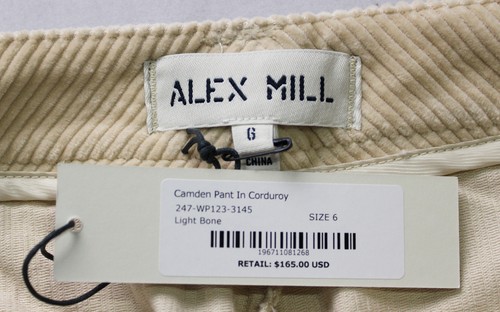 ALEX MILL
6
CHINA
Camden Pant In Corduroy
247-WP123-3145
Light Bone SIZE 6
196711081268
RETAIL: $165.00 USD